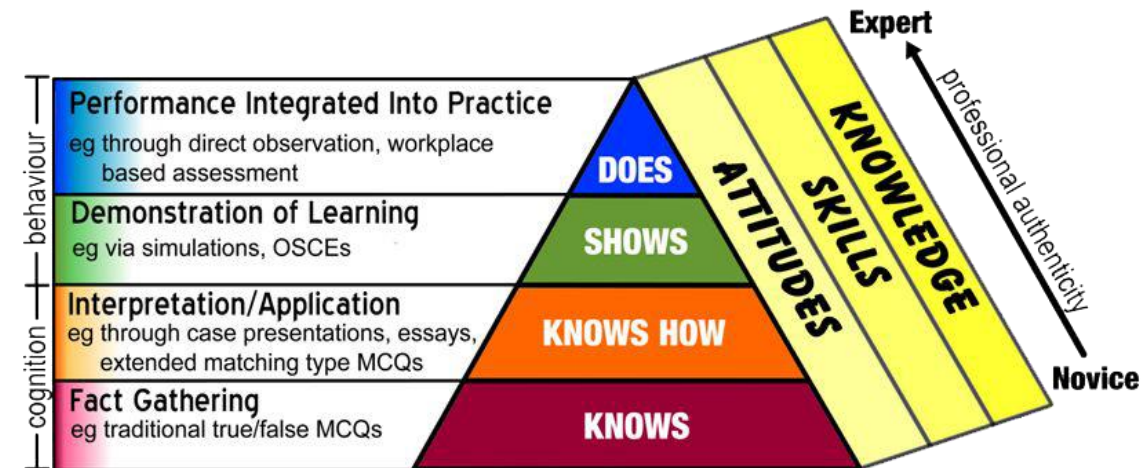 Performance Integrated Into Practice
eg through direct observation, workplace
based assessment
Demonstration of Learning
eg via simulations, OSCEs
Interpretation/Application
eg through case presentations, essays,
extended matching type MCQs
Fact Gathering
eg traditional true/false MCQs
behaviour
cognition
DOES
SHOWS
KNOWS HOW
KNOWS
ATTITUDES
SKILLS
KNOWLEDGE
Expert
professional authenticity
Novice